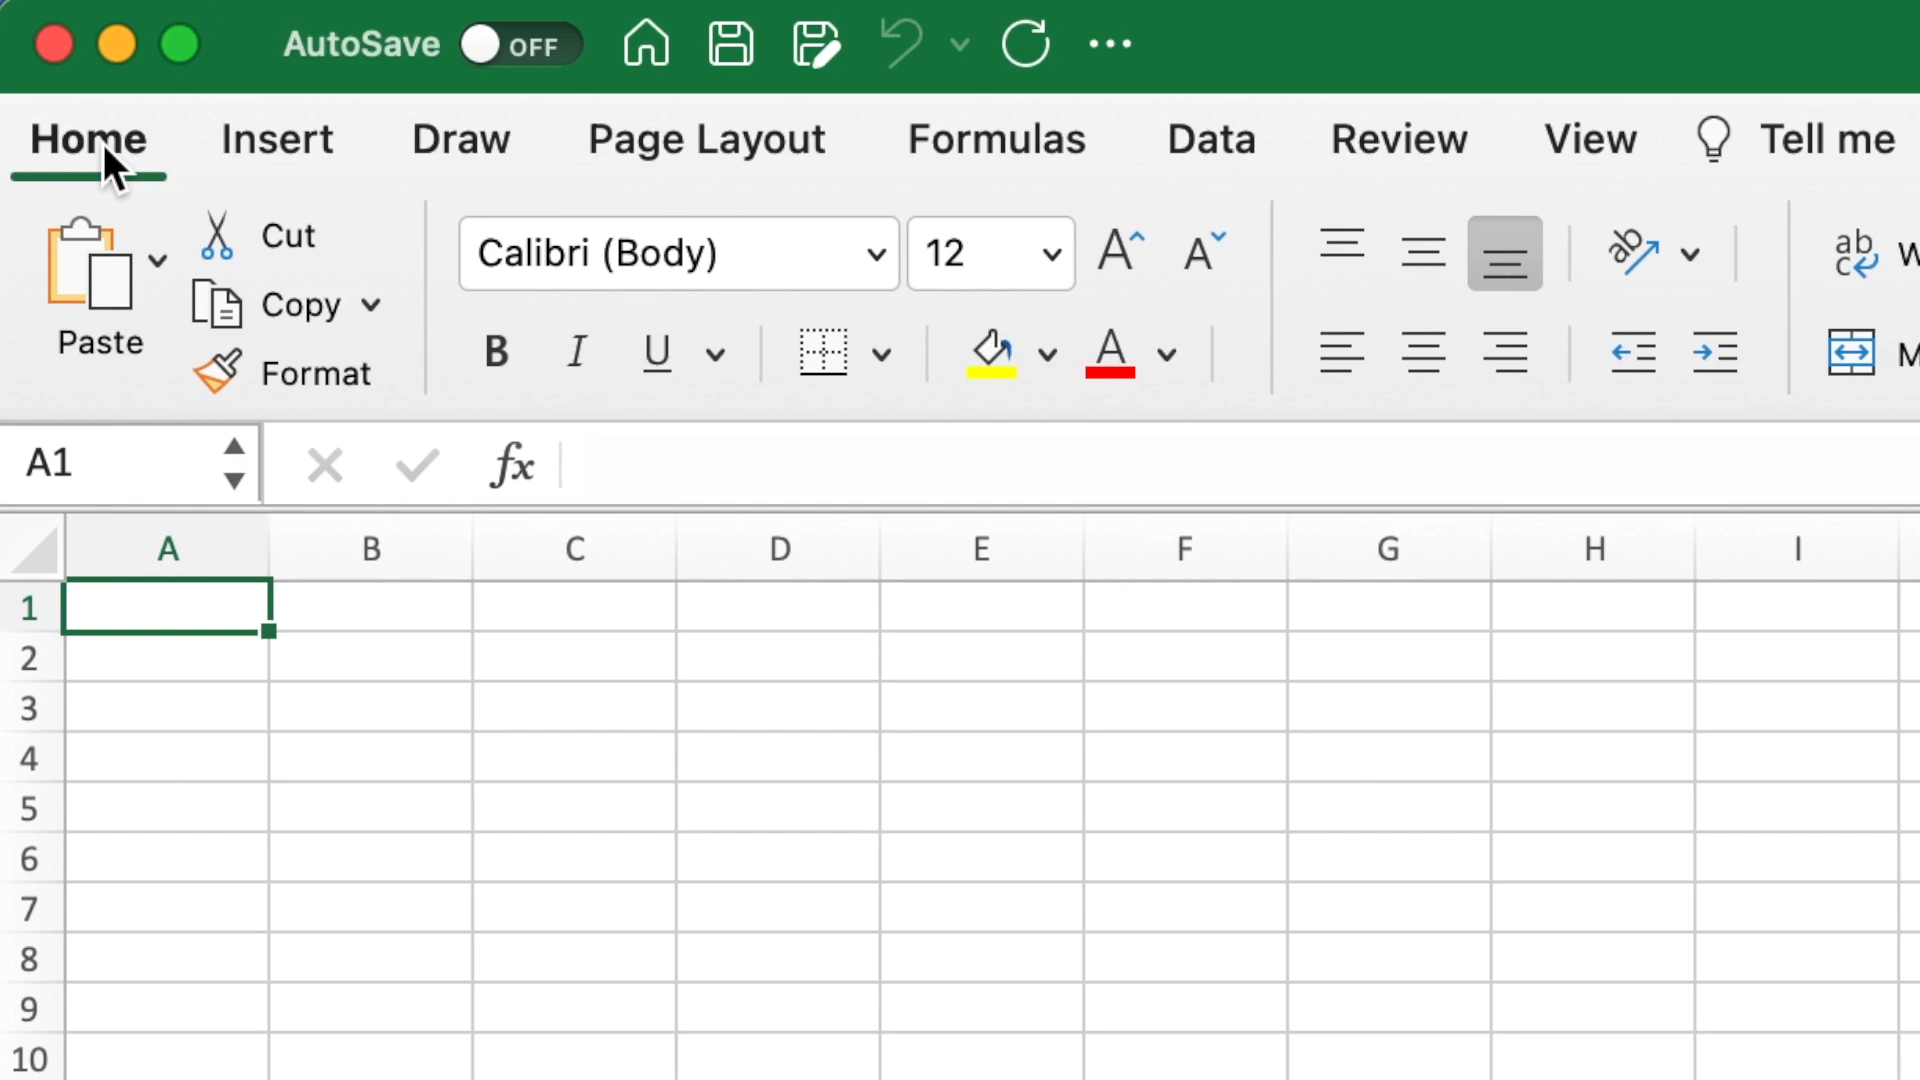 AutoSave OFF
Home Insert Draw Page Layout Formulas Data Review View Tell me
Cut
Copy
Format
Paste
Calibri (Body) 12
B I U
A1 fx
A B C D E F G H I
1
2
3
4
5
6
7
8
9
10